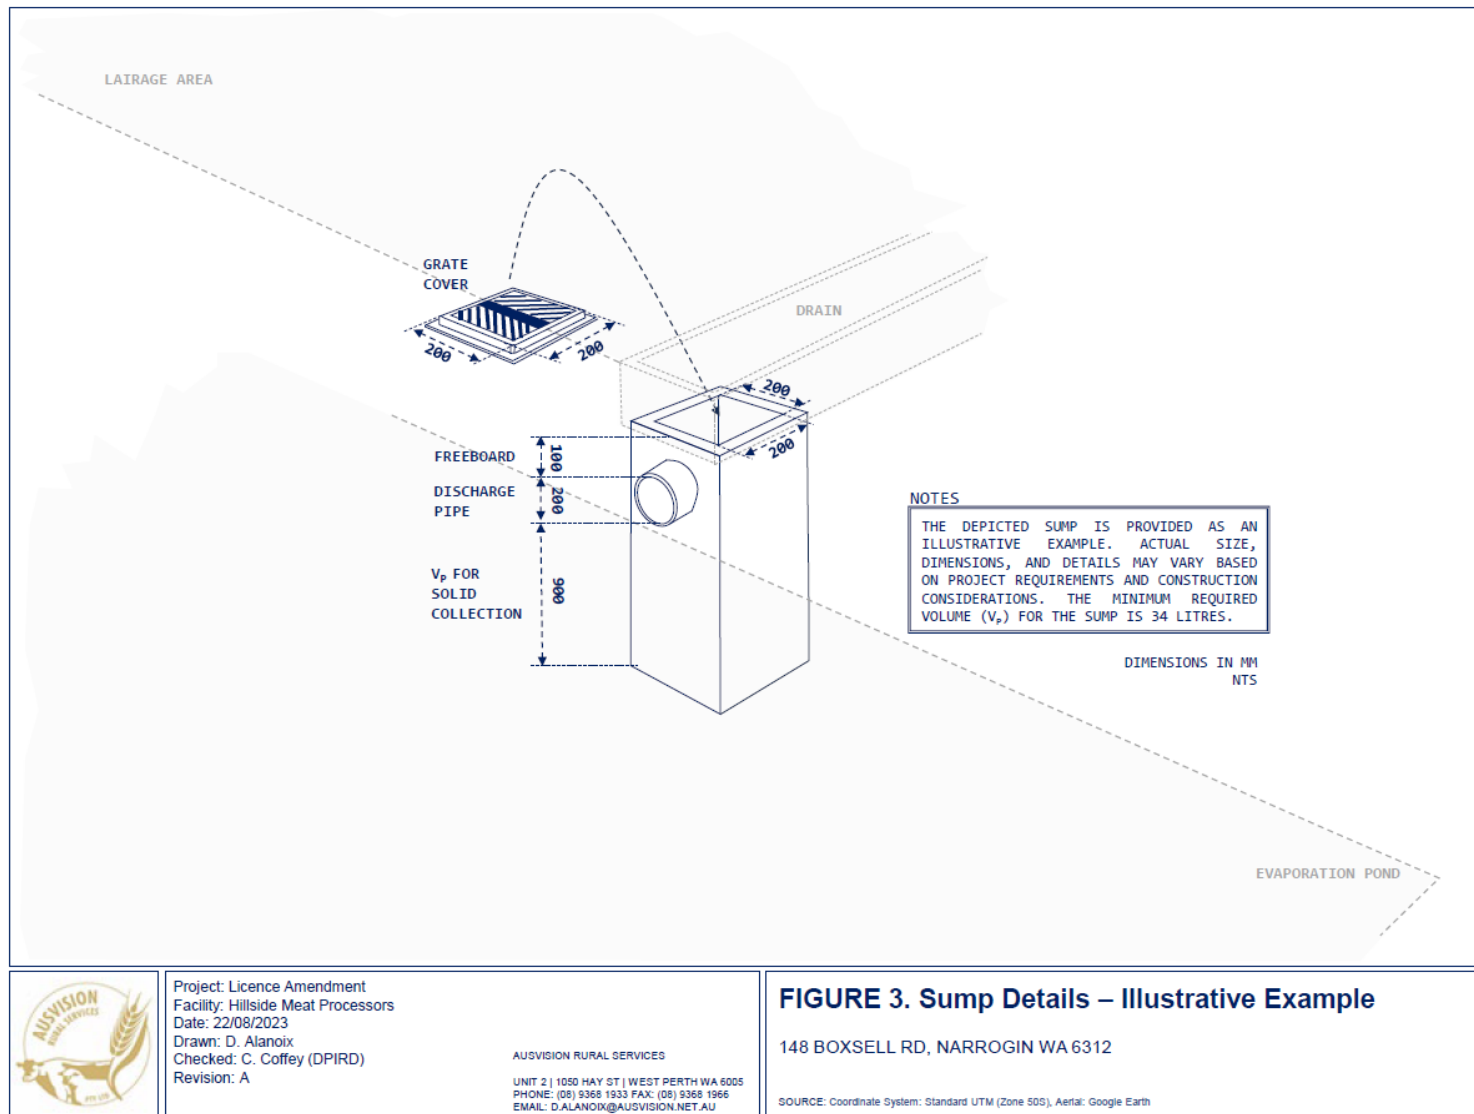 LAIRAGE AREA
GRATE
COVER
200
200
DRAIN
200
200
FREEBOARD
100
DISCHARGE
PIPE
200
Vₚ FOR
SOLID
COLLECTION
900
NOTES
THE DEPICTED SUMP IS PROVIDED AS AN
ILLUSTRATIVE EXAMPLE. ACTUAL SIZE,
DIMENSIONS, AND DETAILS MAY VARY BASED
ON PROJECT REQUIREMENTS AND CONSTRUCTION
CONSIDERATIONS. THE MINIMUM REQUIRED
VOLUME (Vₚ) FOR THE SUMP IS 34 LITRES.
DIMENSIONS IN MM
NTS
EVAPORATION POND
AUSVISION
RURAL SERVICES
PTY LTD
Project: Licence Amendment
Facility: Hillside Meat Processors
Date: 22/08/2023
Drawn: D. Alanoix
Checked: C. Coffey (DPIRD)
Revision: A
AUSVISION RURAL SERVICES
UNIT 2 | 1050 HAY ST | WEST PERTH WA 6005
PHONE: (08) 9368 1933 FAX: (08) 9368 1966
EMAIL: D.ALANOIX@AUSVISION.NET.AU
FIGURE 3. Sump Details – Illustrative Example
148 BOXSELL RD, NARROGIN WA 6312
SOURCE: Coordinate System: Standard UTM (Zone 50S), Aerial: Google Earth